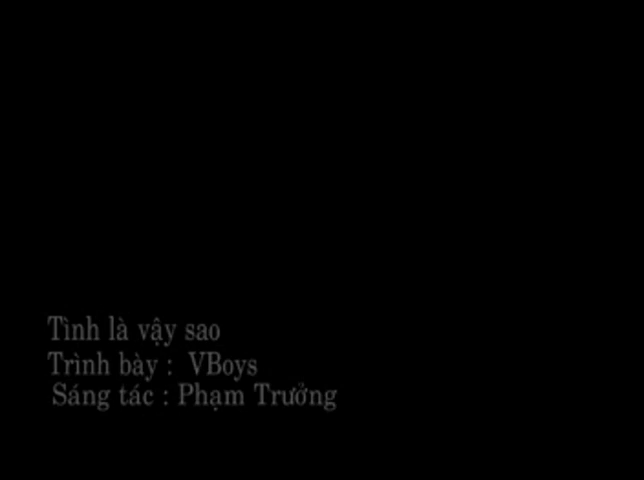 Tình là vậy sao
Trình bày : VBoys
Sáng tác : Phạm Trưởng